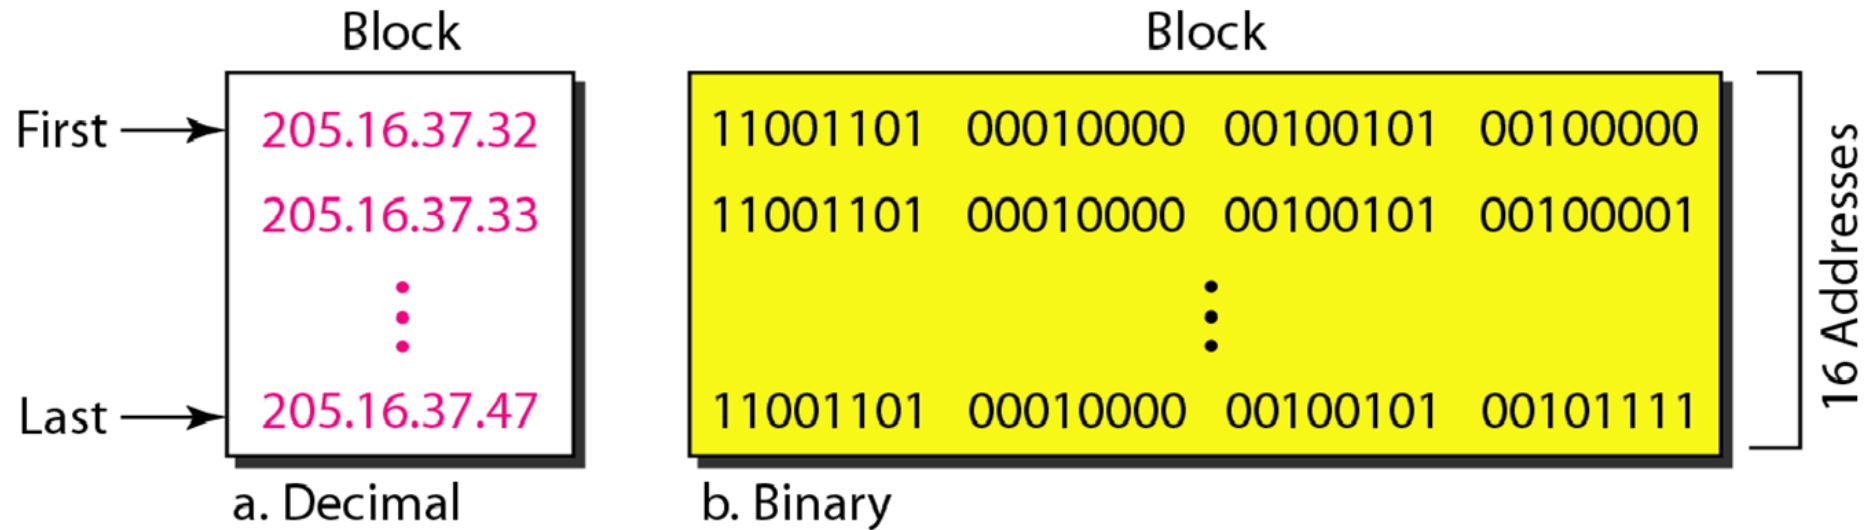 Block
Block
First
205.16.37.32
11001101 00010000 00100101 00100000
205.16.37.33
11001101 00010000 00100101 00100001
Last
205.16.37.47
11001101 00010000 00100101 00101111
16 Addresses
a. Decimal
b. Binary